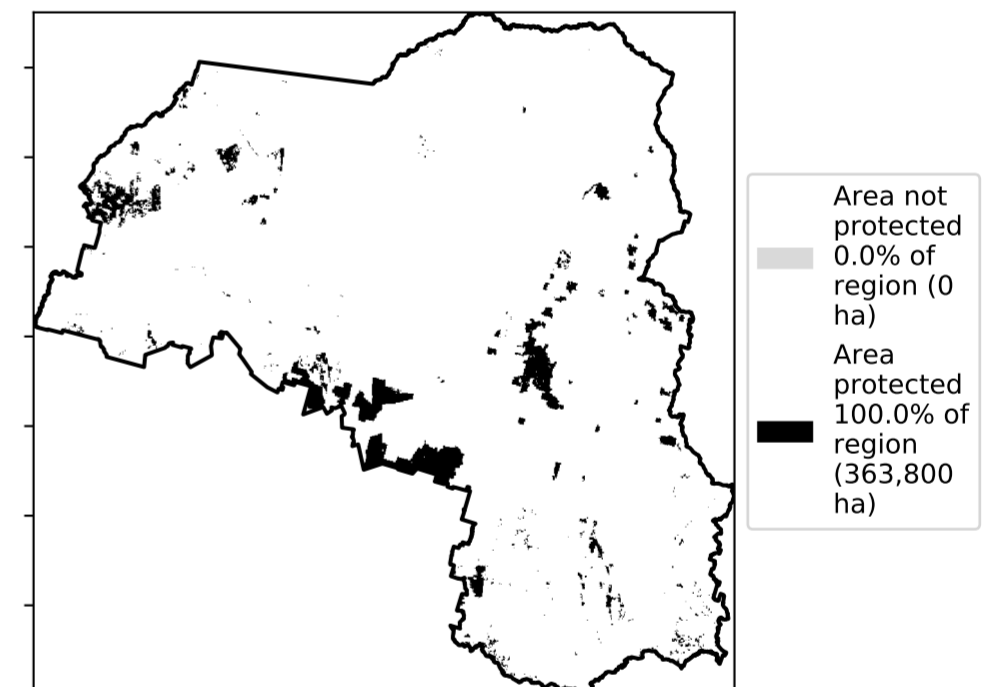 Area not
protected
0.0% of
region (0
ha)
Area
protected
100.0% of
region
(363,800
ha)